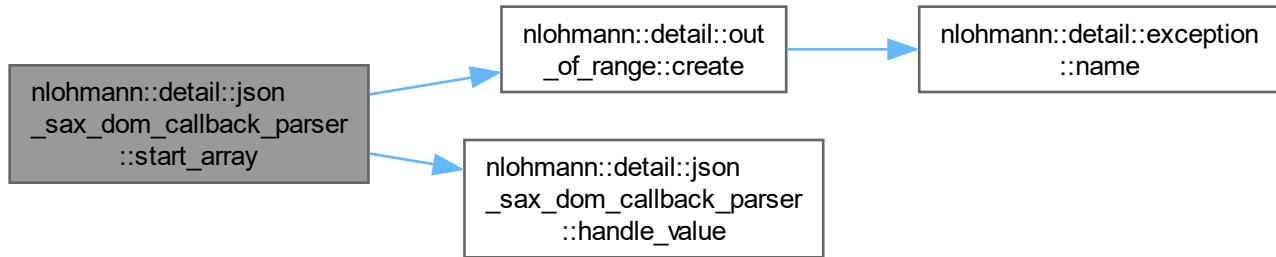 nlohmann::detail::json
_sax_dom_callback_parser
::start_array
nlohmann::detail::out
_of_range::create
nlohmann::detail::exception
::name
nlohmann::detail::json
_sax_dom_callback_parser
::handle_value